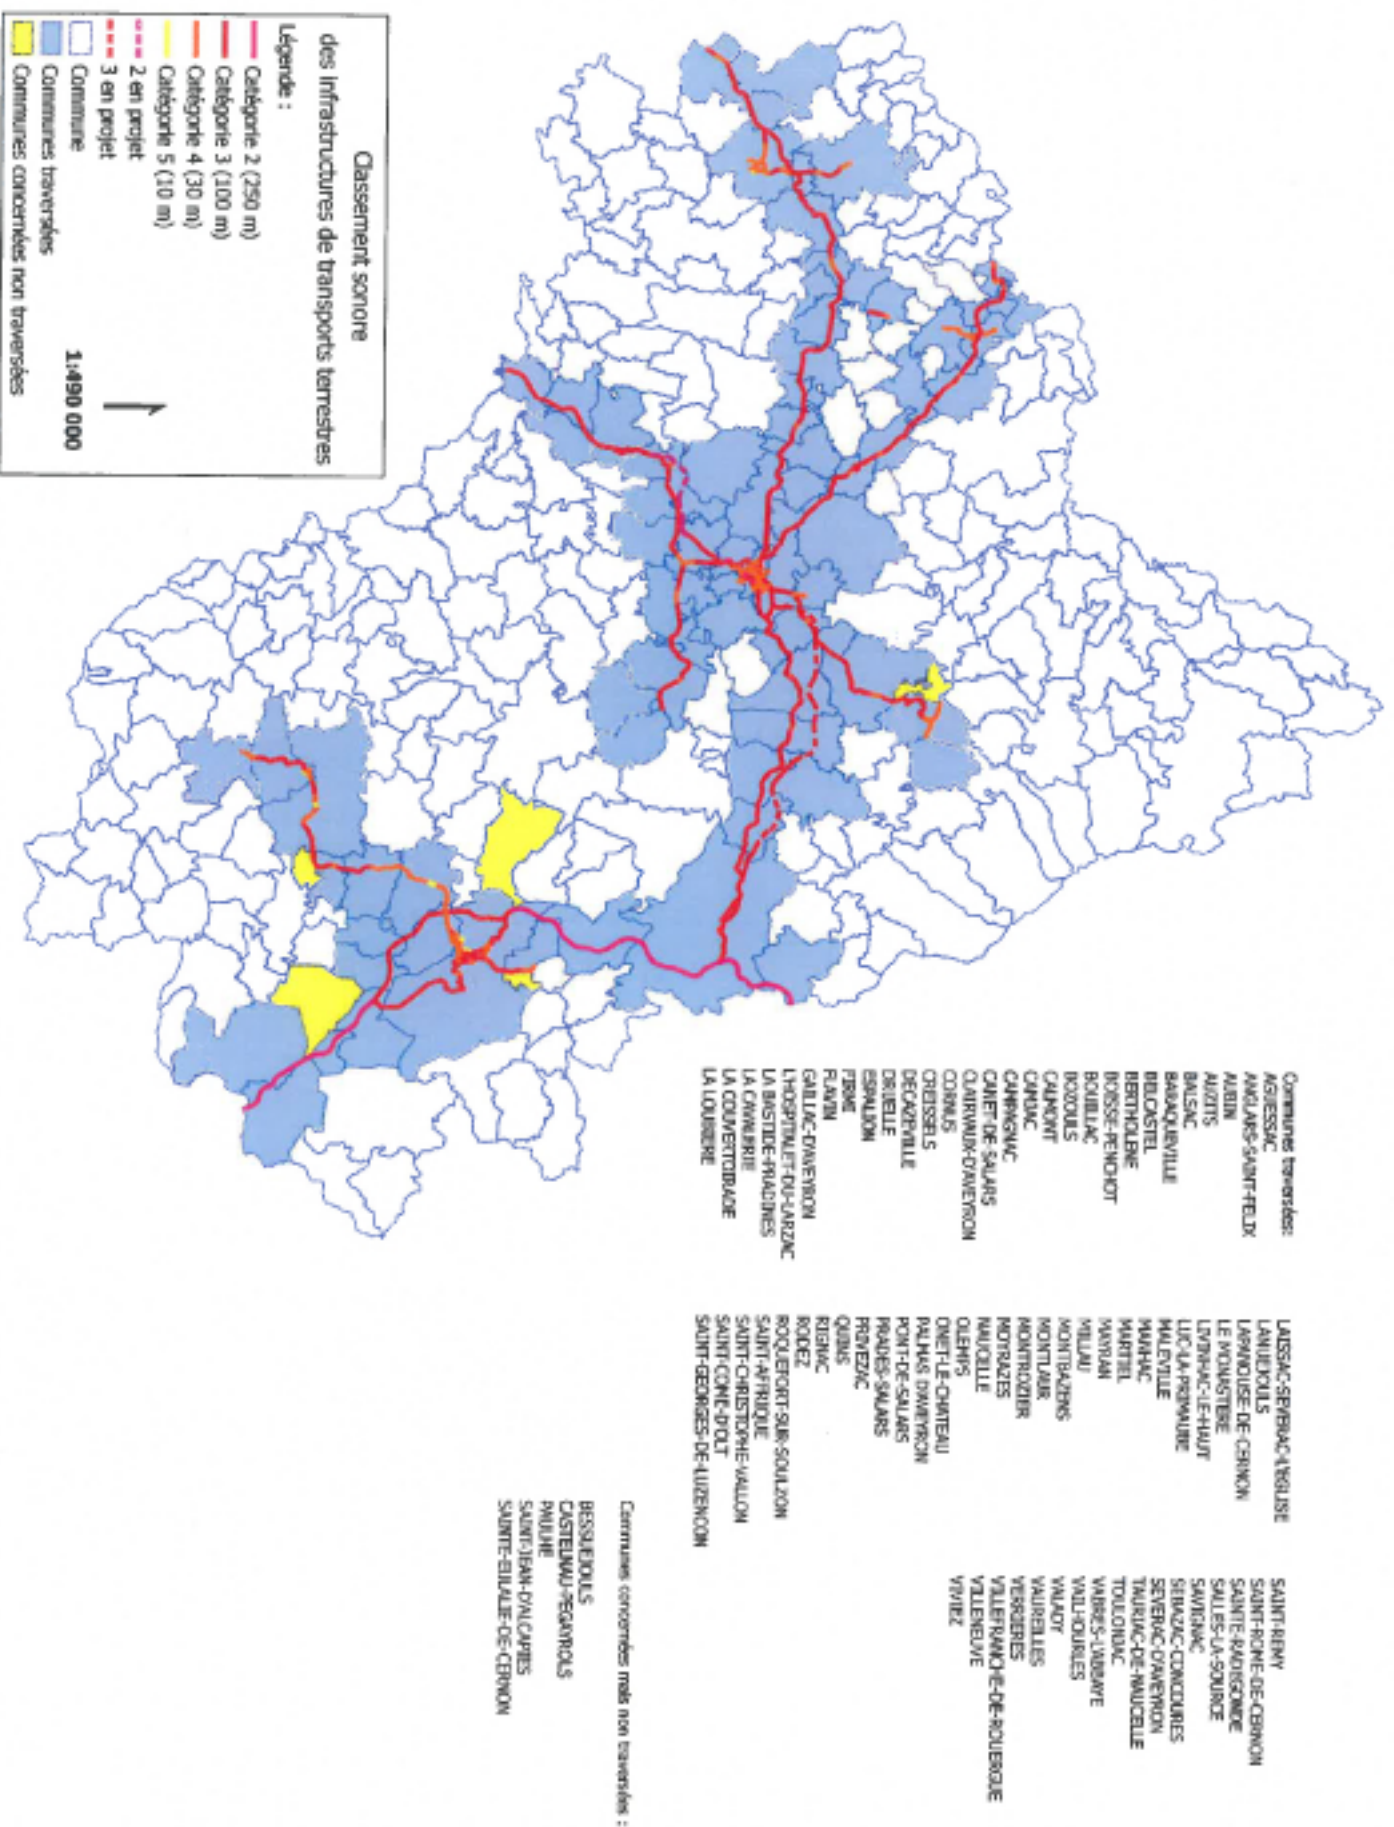 Classement sonore
des infrastructures de transports terrestres
Légende :
Catégorie 2 (250 m)
Catégorie 3 (100 m)
Catégorie 4 (30 m)
Catégorie 5 (10 m)
2 en projet
3 en projet
Commune
Communes traversées
Communes concernées non traversées
1:490 000
Communes traversées:
AGUESSAC
ANGLARS-SAINT-FELIX
AUBIN
AUZITS
BALSAC
BARAQUEVILLE
BELCASTEL
BERTHOLENE
BOISSE-PENCHOT
BOUILLAC
BOZOULS
CALMONT
CAMJAC
CAMPAGNAC
CANET-DE-SALARS
CLAIRVAUX-D'AVEYRON
CORNUS
CREISSELS
DECAZEVILLE
DRUELLE
ESPALION
FIRMI
FLAVIN
GAILLAC-D'AVEYRON
L'HOSPITALET-DU-LARZAC
LA BASTIDE-PRADINES
LA CAVALERIE
LA COUVERTOIRADE
LA LOUBIERE
LAISSAC-SEVERAC-L'EGLISE
LANUEJOULS
LAPANOUSE-DE-CERNON
LE MONASTERE
LIVINHAC-LE-HAUT
LUC-LA-PRIMAUBE
MALEVILLE
MANHAC
MARTIEL
MAYRAN
MILLAU
MONTBAZENS
MONTLAUR
MONTROZIER
MOYRAZES
NAUCELLE
OLEMPS
ONET-LE-CHATEAU
PALMAS D'AVEYRON
PONT-DE-SALARS
PRADES-SALARS
PRIVEZAC
QUINS
RIGNAC
RODEZ
ROQUEFORT-SUR-SOULZON
SAINT-AFFRIQUE
SAINT-CHRISTOPHE-VALLON
SAINT-COME-D'OLT
SAINT-GEORGES-DE-LUZENCON
SAINT-REMY
SAINT-ROME-DE-CERNON
SAINTE-RADEGONDE
SALLES-LA-SOURCE
SAVIGNAC
SEBAZAC-CONCOURES
SEVERAC-D'AVEYRON
TAURIAC-DE-NAUCELLE
TOULONJAC
VABRES-L'ABBAYE
VAILHOURLES
VALADY
VAUREILLES
VERRIERES
VILLEFRANCHE-DE-ROUERGUE
VILLENEUVE
VIVIEZ
Communes concernées mais non traversées :
BESSUEJOULS
CASTELNAU-PEGAYROLS
PAULHE
SAINT-JEAN-D'ALCAPIES
SAINTE-EULALIE-DE-CERNON